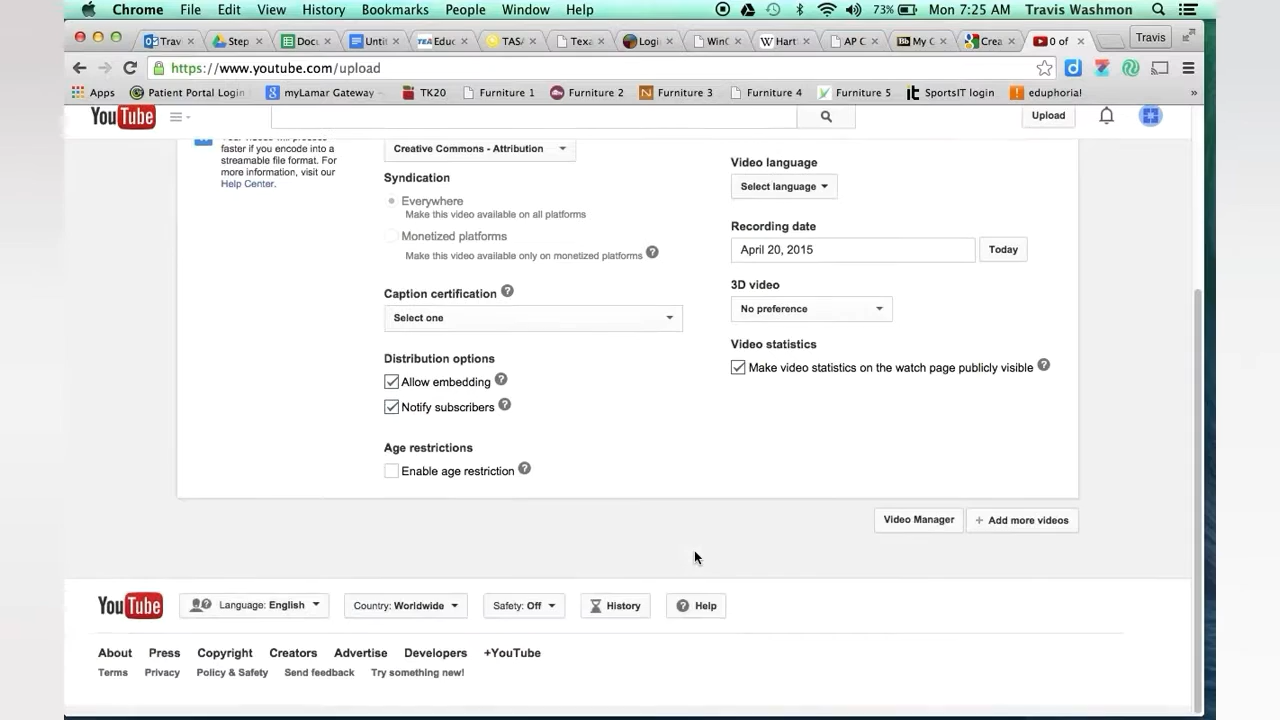 Chrome File Edit View History Bookmarks People Window Help 73% Mon 7:25 AM Travis Washmon
Trav Step Docu Untit TEA Educ TASA Texa Logi WinG Hart AP C Bb My C Crea 0 of Travis
https://www.youtube.com/upload
Apps Patient Portal Login myLamar Gateway TK20 Furniture 1 Furniture 2 Furniture 3 Furniture 4 Furniture 5 SportsIT login eduphoria! »
YouTube Upload
faster if you encode into a
streamable file format. For
more information, visit our
Help Center.
Creative Commons - Attribution
Syndication
Everywhere
Make this video available on all platforms
Monetized platforms
Make this video available only on monetized platforms ?
Caption certification ?
Select one
Distribution options
Allow embedding ?
Notify subscribers ?
Age restrictions
Enable age restriction ?
Video language
Select language
Recording date
April 20, 2015 Today
3D video
No preference
Video statistics
Make video statistics on the watch page publicly visible ?
Video Manager + Add more videos
YouTube Language: English Country: Worldwide Safety: Off History Help
About Press Copyright Creators Advertise Developers +YouTube
Terms Privacy Policy & Safety Send feedback Try something new!